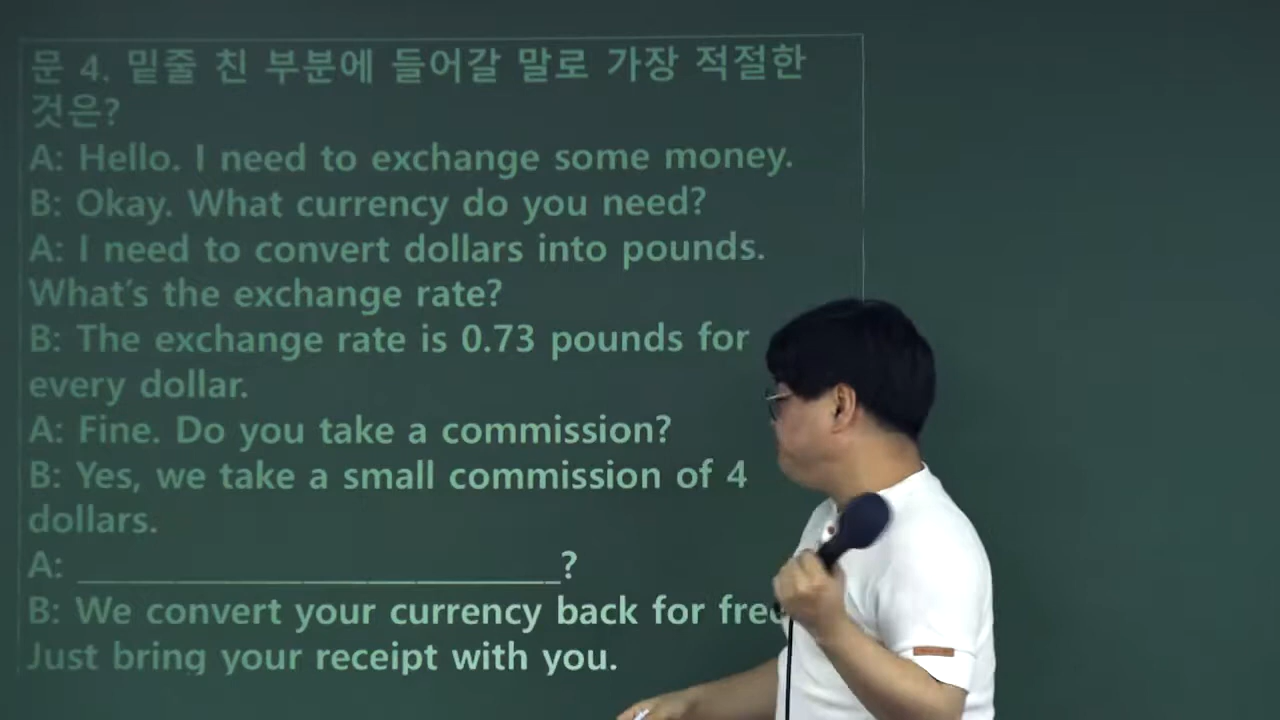 문 4. 밑줄 친 부분에 들어갈 말로 가장 적절한
것은?
A: Hello. I need to exchange some money.
B: Okay. What currency do you need?
A: I need to convert dollars into pounds.
What's the exchange rate?
B: The exchange rate is 0.73 pounds for
every dollar.
A: Fine. Do you take a commission?
B: Yes, we take a small commission of 4
dollars.
A: ______________________?
B: We convert your currency back for
Just bring your receipt with you.